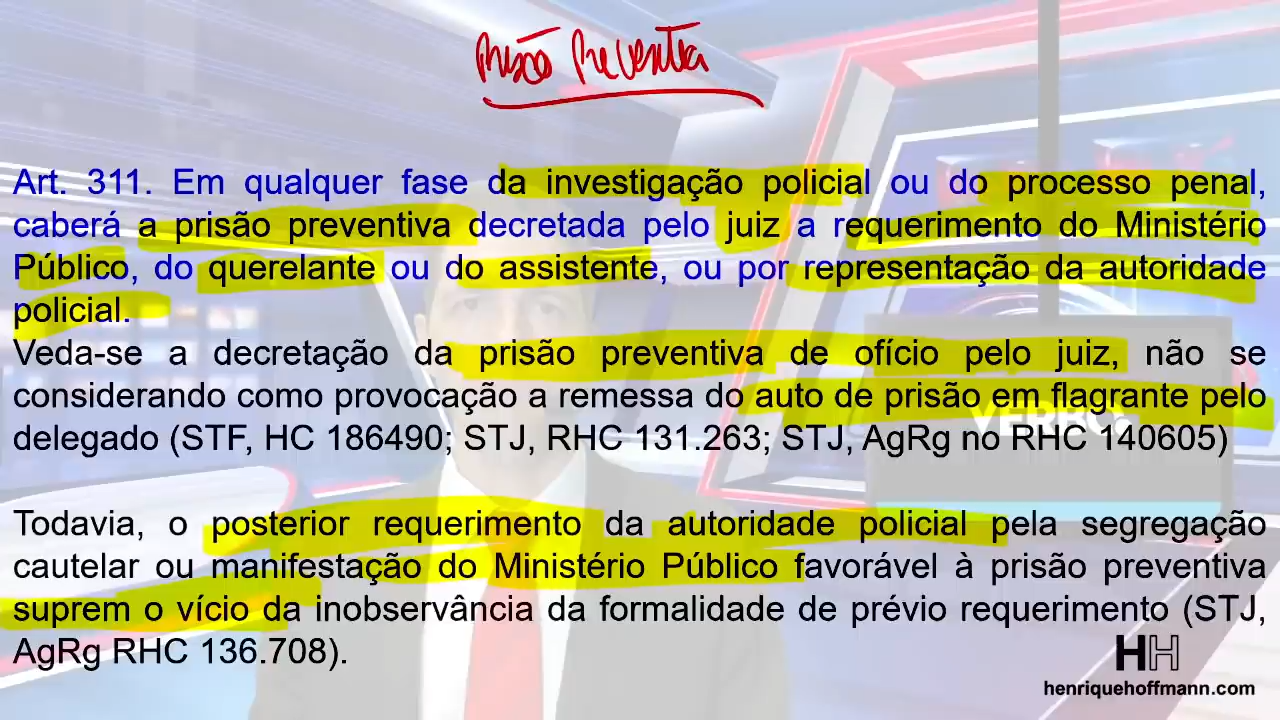 Prisão Preventiva
Art. 311. Em qualquer fase da investigação policial ou do processo penal,
caberá a prisão preventiva decretada pelo juiz a requerimento do Ministério
Público, do querelante ou do assistente, ou por representação da autoridade
policial.
Veda-se a decretação da prisão preventiva de ofício pelo juiz, não se
considerando como provocação a remessa do auto de prisão em flagrante pelo
delegado (STF, HC 186490; STJ, RHC 131.263; STJ, AgRg no RHC 140605)
Todavia, o posterior requerimento da autoridade policial pela segregação
cautelar ou manifestação do Ministério Público favorável à prisão preventiva
suprem o vício da inobservância da formalidade de prévio requerimento (STJ,
AgRg RHC 136.708).
HH
henriquehoffmann.com